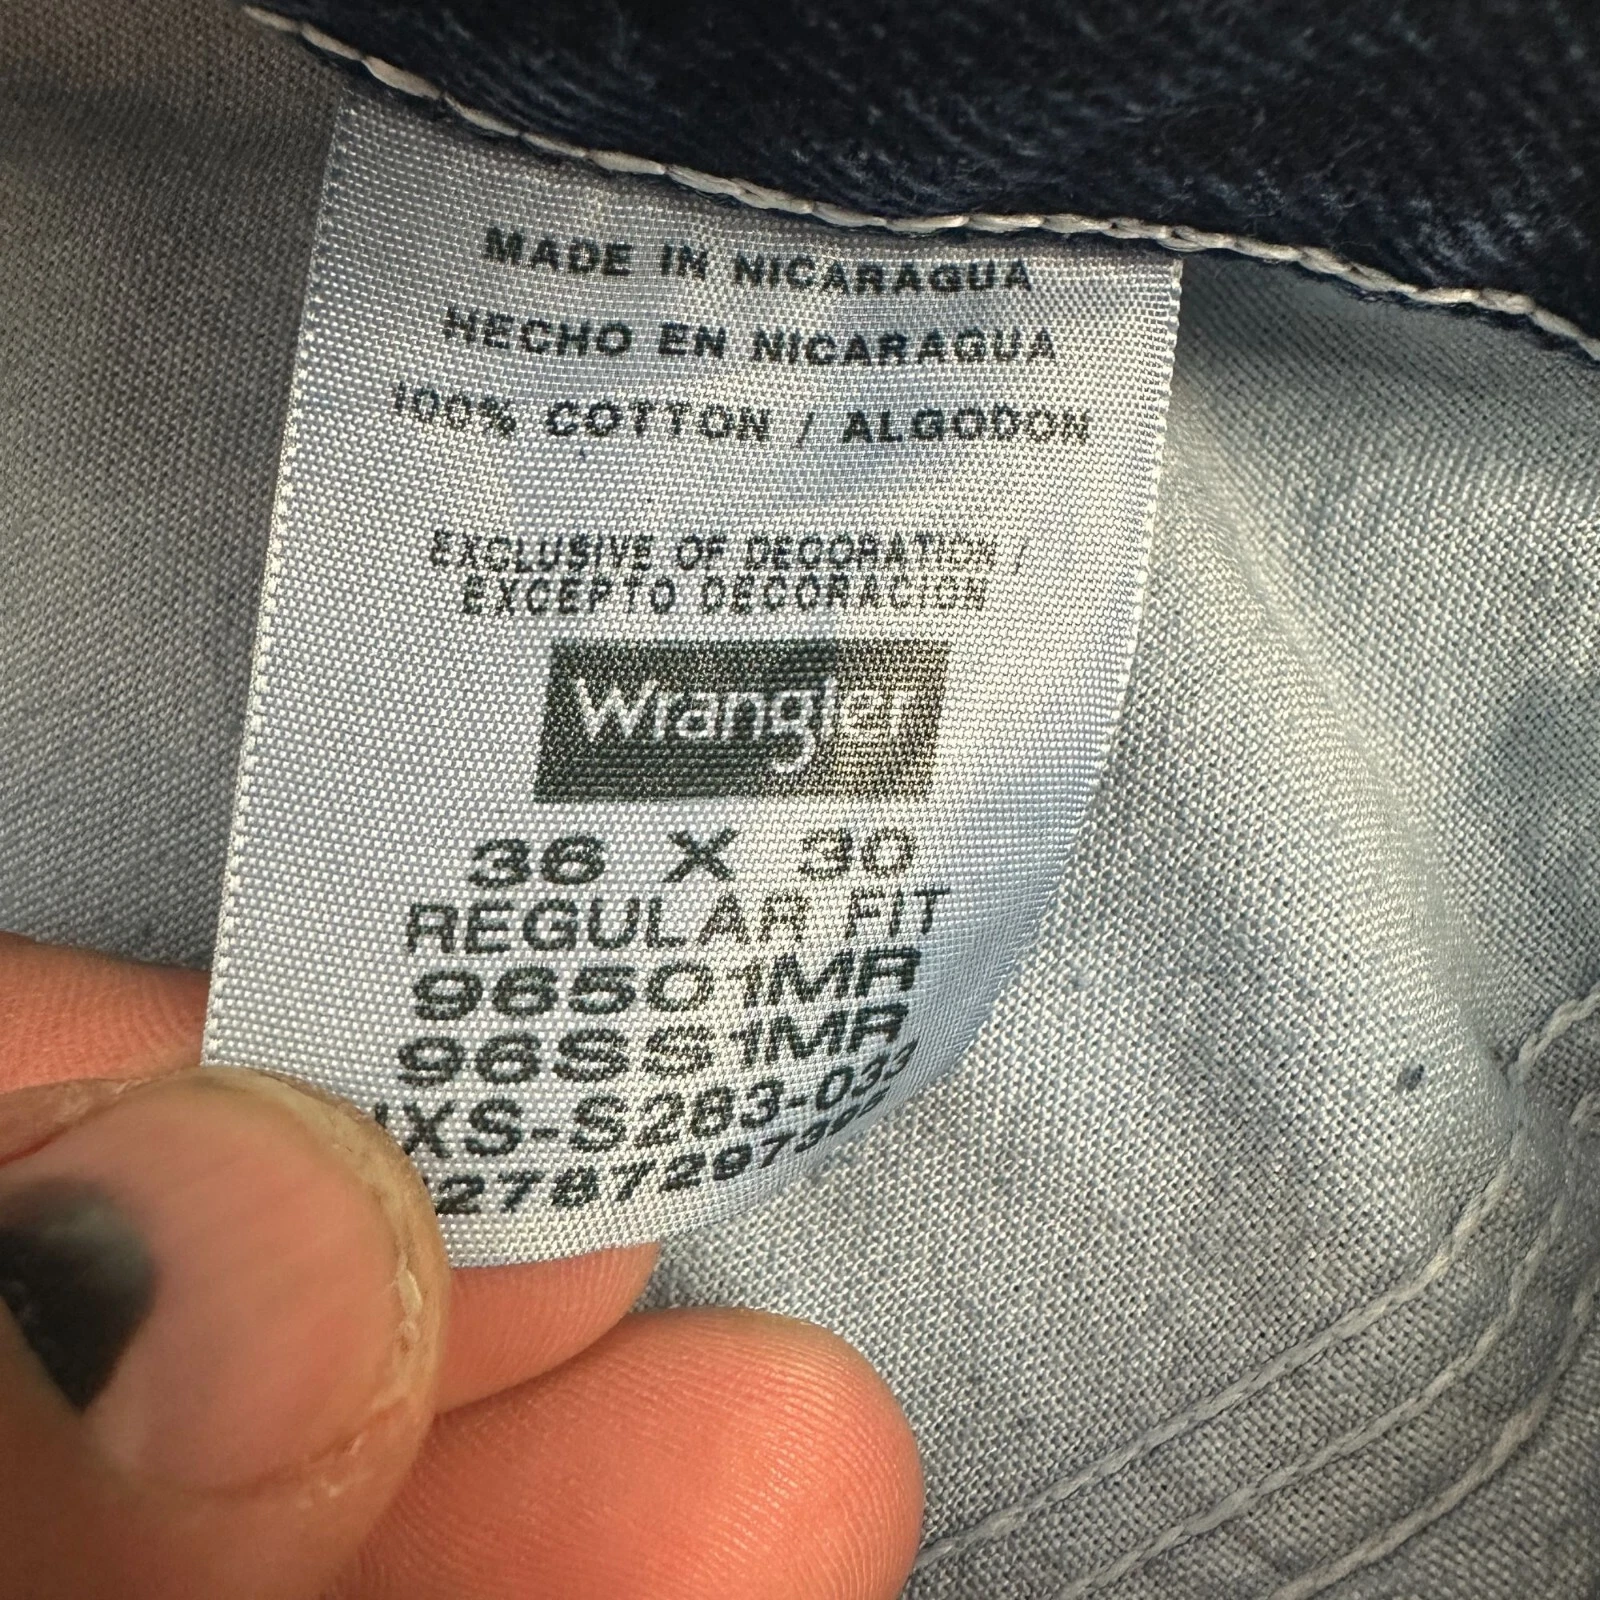 MADE IN NICARAGUA
HECHO EN NICARAGUA
100% COTTON / ALGODON
EXCLUSIVE OF DECORATION /
EXCEPTO DECORACION
Wrangler
36 X 30
REGULAR FIT
96501MR
96SS1MR